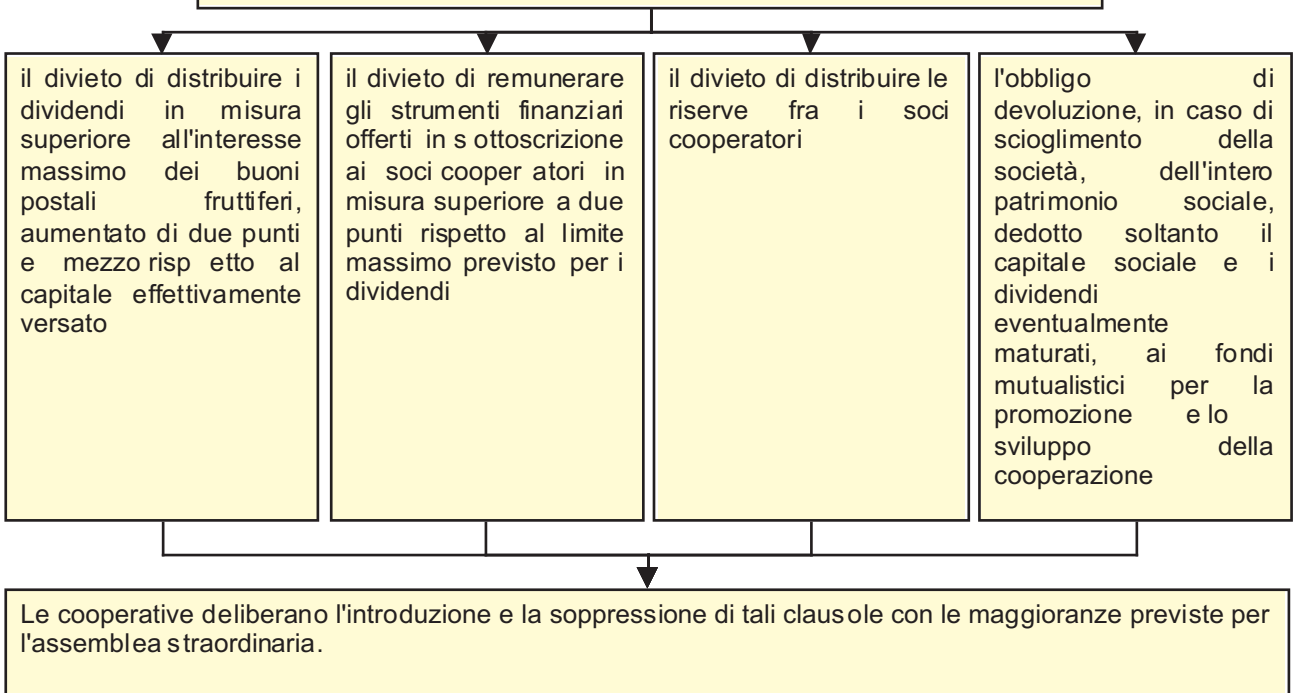 il divieto di distribuire i
dividendi in misura
superiore all'interesse
massimo dei buoni
postali fruttiferi,
aumentato di due punti
e mezzo risp etto al
capitale effettivamente
versato
il divieto di remunerare
gli strumenti finanziari
offerti in s ottoscrizione
ai soci cooper atori in
misura superiore a due
punti rispetto al limite
massimo previsto per i
dividendi
il divieto di distribuire le
riserve fra i soci
cooperatori
l'obbligo di
devoluzione, in caso di
scioglimento della
società, dell'intero
patrimonio sociale,
dedotto soltanto il
capitale sociale e i
dividendi
eventualmente
maturati, ai fondi
mutualistici per la
promozione e lo
sviluppo della
cooperazione
Le cooperative deliberano l'introduzione e la soppressione di tali clausole con le maggioranze previste per
l'assemblea straordinaria.